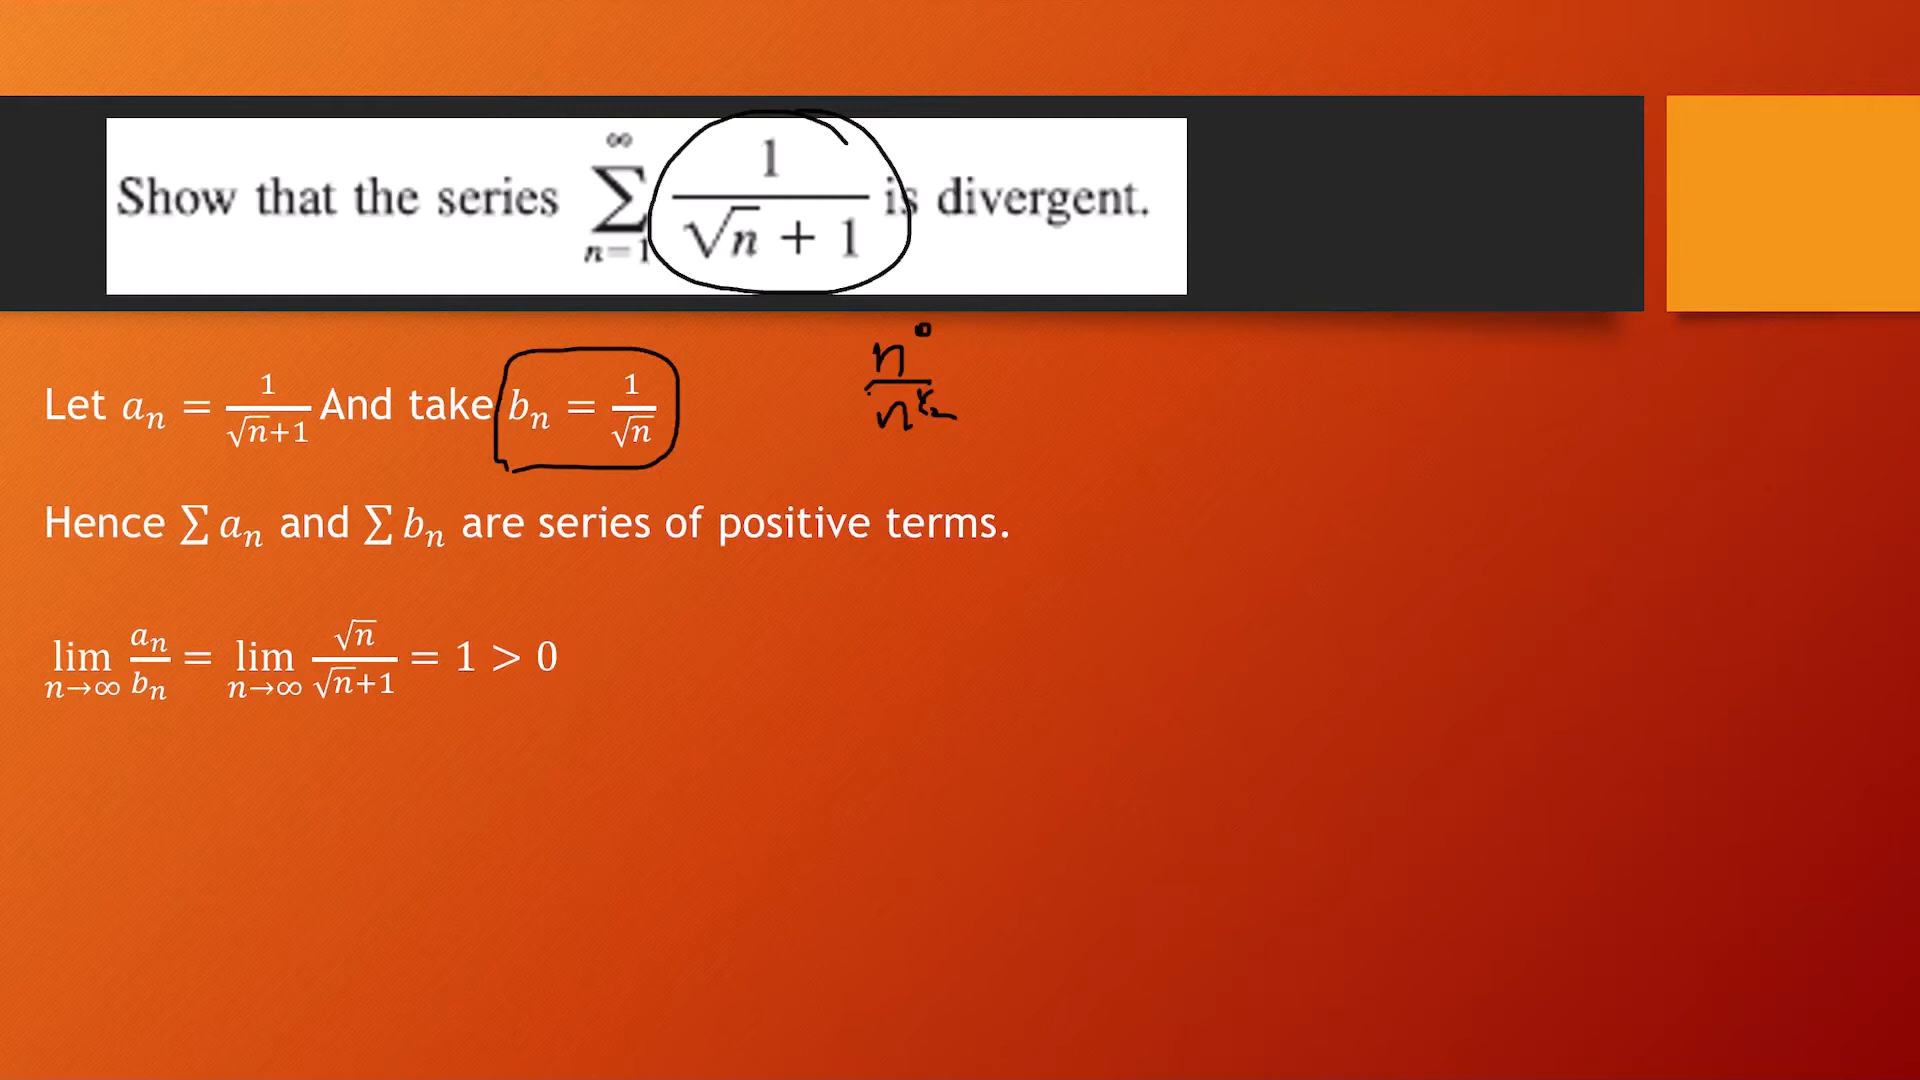 Show that the series ∑_{n=1}^{∞} 1/(√n + 1) is divergent.
n^0/n^{1/2}
Let a_n = 1/(√n+1) And take b_n = 1/√n
Hence ∑ a_n and ∑ b_n are series of positive terms.
lim_{n→∞} a_n/b_n = lim_{n→∞} √n/(√n+1) = 1 > 0